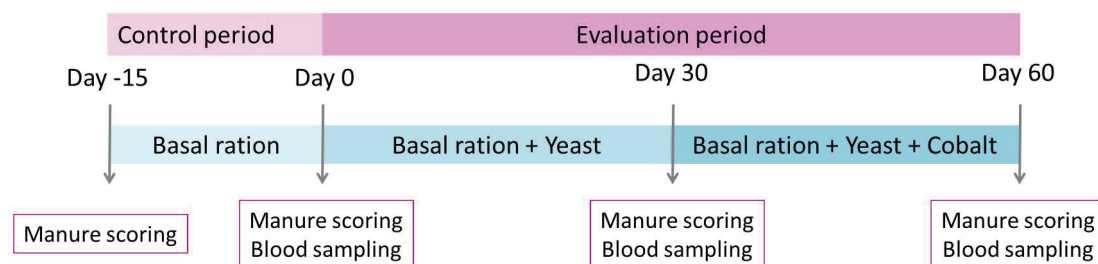 Control period
Evaluation period
Day -15
Day 0
Day 30
Day 60
Basal ration
Basal ration + Yeast
Basal ration + Yeast + Cobalt
Manure scoring
Manure scoring
Blood sampling
Manure scoring
Blood sampling
Manure scoring
Blood sampling